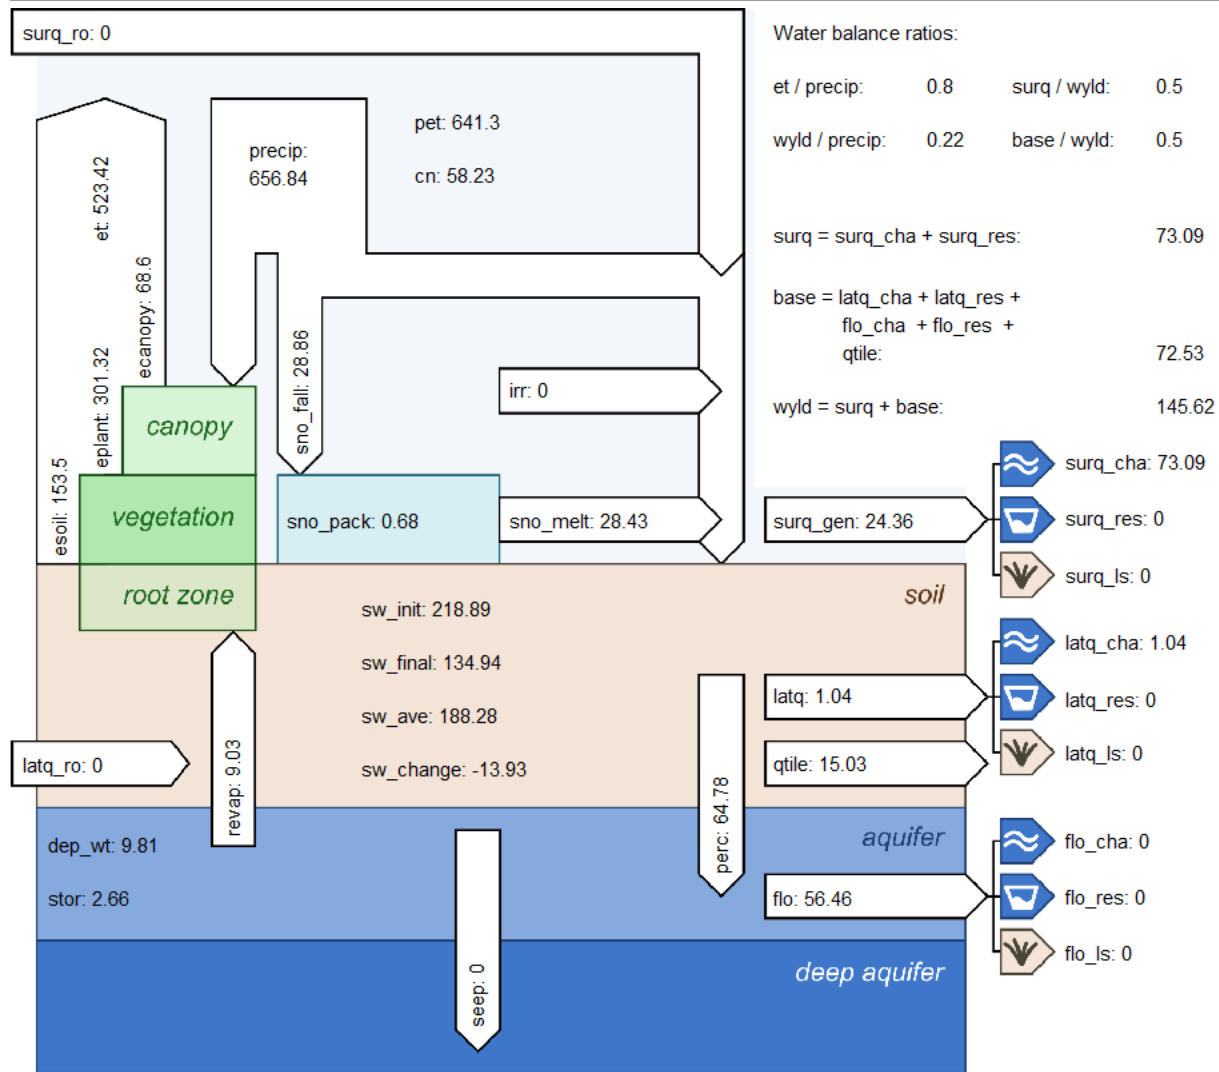 surq_ro: 0
Water balance ratios:
et / precip: 0.8 surq / wyld: 0.5
wyld / precip: 0.22 base / wyld: 0.5
pet: 641.3
cn: 58.23
precip:
656.84
et: 523.42
ecanopy: 68.6
eplant: 301.32
esoil: 153.5
sno_fall: 28.86
surq = surq_cha + surq_res: 73.09
base = latq_cha + latq_res +
flo_cha + flo_res +
qtile: 72.53
wyld = surq + base: 145.62
irr: 0
canopy
vegetation
root zone
sno_pack: 0.68
sno_melt: 28.43
surq_gen: 24.36
surq_cha: 73.09
surq_res: 0
surq_ls: 0
soil
sw_init: 218.89
sw_final: 134.94
sw_ave: 188.28
sw_change: -13.93
latq_ro: 0
revap: 9.03
perc: 64.78
latq: 1.04
qtile: 15.03
latq_cha: 1.04
latq_res: 0
latq_ls: 0
aquifer
dep_wt: 9.81
stor: 2.66
flo: 56.46
flo_cha: 0
flo_res: 0
flo_ls: 0
seep: 0
deep aquifer